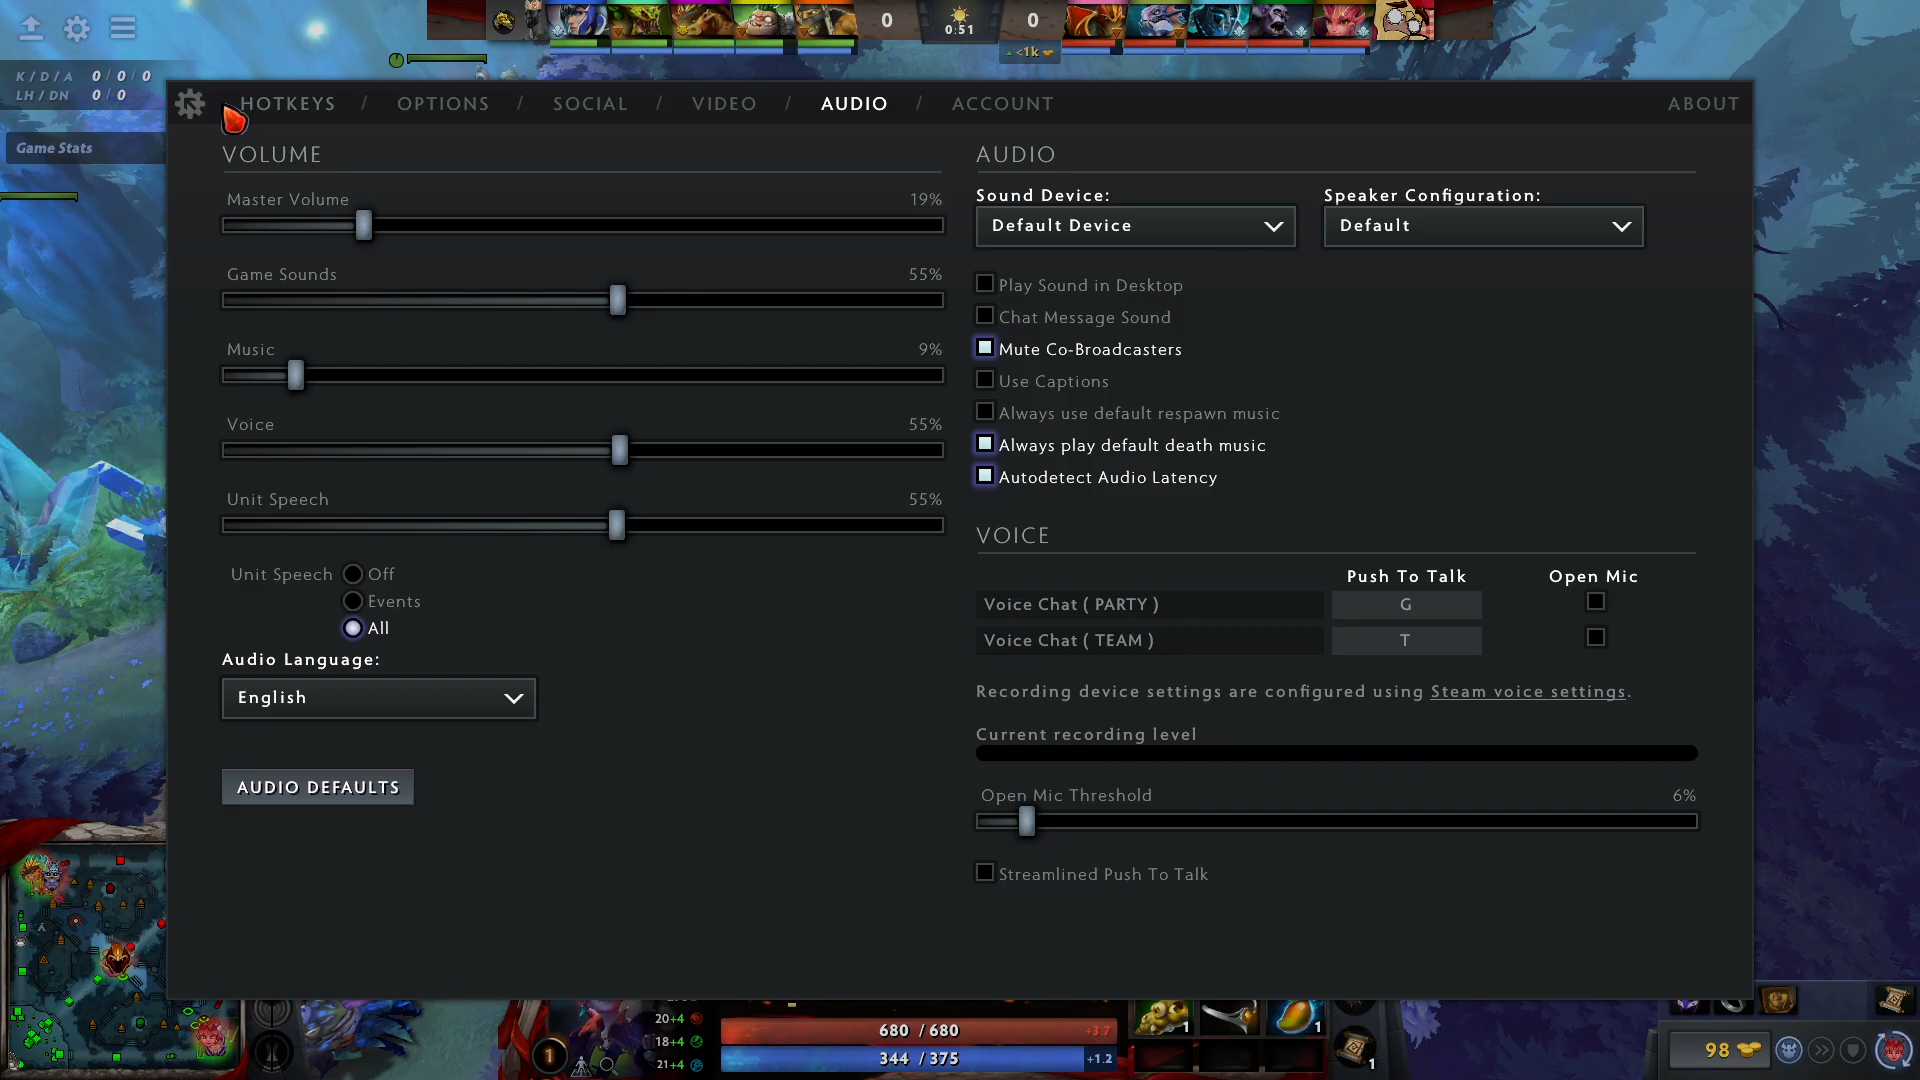 0
0:51
0
<1k
K / D / A 0 / 0 / 0
LH / DN 0 / 0
Game Stats
HOTKEYS / OPTIONS / SOCIAL / VIDEO / AUDIO / ACCOUNT
ABOUT
VOLUME
Master Volume 19%
Game Sounds 55%
Music 9%
Voice 55%
Unit Speech 55%
Unit Speech Off
Events
All
Audio Language:
English
AUDIO DEFAULTS
AUDIO
Sound Device: Speaker Configuration:
Default Device Default
Play Sound in Desktop
Chat Message Sound
Mute Co-Broadcasters
Use Captions
Always use default respawn music
Always play default death music
Autodetect Audio Latency
VOICE
Push To Talk Open Mic
Voice Chat ( PARTY ) G
Voice Chat ( TEAM ) T
Recording device settings are configured using Steam voice settings.
Current recording level
Open Mic Threshold 6%
Streamlined Push To Talk
1
20+4
18+4
21+4
680 / 680 +3.7
344 / 375 +1.2
1
1
1
98